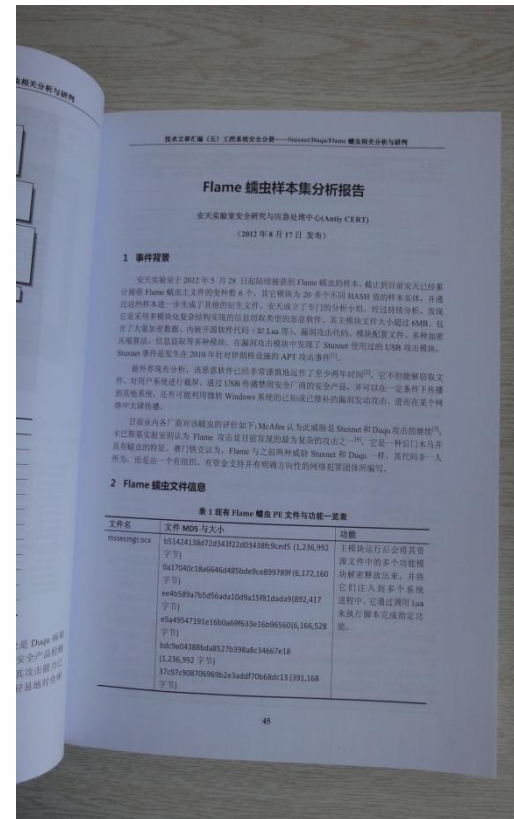 技术文章汇编（五）工控系统安全分册——Stuxnet/Duqu/Flame 蠕虫相关分析与研判
Flame 蠕虫样本集分析报告
安天实验室安全研究与应急处理中心(Antiy CERT)
（2012 年 8 月 17 日 发布）
1 事件背景
安天实验室于 2012 年 5 月 28 日起陆续捕获到 Flame 蠕虫的样本，截止到目前安天已经累
计捕获 Flame 蠕虫主文件的变种数 6 个，其它模块为 20 多个不同 HASH 值的样本实体，并通
过这些样本进一步生成了其他的衍生文件。安天成立了专门的分析小组，经过持续分析，发现
它是采用多模块化复杂结构实现的信息窃取类型的恶意软件。其主模块文件大小超过 6MB，包
含了大量加密数据、内嵌开源软件代码（如 Lua 等）、漏洞攻击代码、模块配置文件、多种加密
压缩算法、信息盗取等多种模块。在漏洞攻击模块中发现了 Stuxnet 使用过的 USB 攻击模块，
Stuxnet 事件是发生在 2010 年针对伊朗核设施的 APT 攻击事件[1]。
据外界现有分析，该恶意软件已经非常谨慎地运作了至少两年时间[2]，它不但能够窃取文
件，对用户系统进行截屏，通过 USB 传播禁用安全厂商的安全产品，并可以在一定条件下传播
到其他系统，还有可能利用微软 Windows 系统的已知或已修补的漏洞发动攻击，进而在某个网
络中大肆传播。
目前业内各厂商对该蠕虫的评价如下：McAfee 认为此威胁是 Stuxnet 和 Duqu 攻击的继续[3]，
卡巴斯基实验室则认为 Flame 攻击是目前发现的最为复杂的攻击之一[4]，它是一种后门木马并
具有蠕虫的特征。赛门铁克认为，Flame 与之前两种威胁 Stuxnet 和 Duqu 一样，其代码非一人
所为，而是由一个有组织、有资金支持并有明确方向性的网络犯罪团体所编写。
2 Flame 蠕虫文件信息
表 1 现有 Flame 蠕虫 PE 文件与功能一览表
文件名 文件 MD5 与大小 功能
mssecmgr.ocx b51424138d72d343f22d03438fc9ced5 (1,236,992 主模块运行后会将其资
字节) 源文件中的多个功能模
0a17040c18a6646d485bde9ce899789f (6,172,160 块解密释放出来，并将
字节) 它们注入到多个系统
ee4b589a7b5d56ada10d9a15f81dada9(892,417 进程中，它通过调用 Lua
字节) 来执行脚本完成指定功
e5a49547191e16b0a69f633e16b96560(6,166,528 能。
字节)
bdc9e04388bda8527b398a8c34667e18
(1,236,992 字节)
37c97c908706969b2e3addf70b68dc13 (391,168
字节)
45